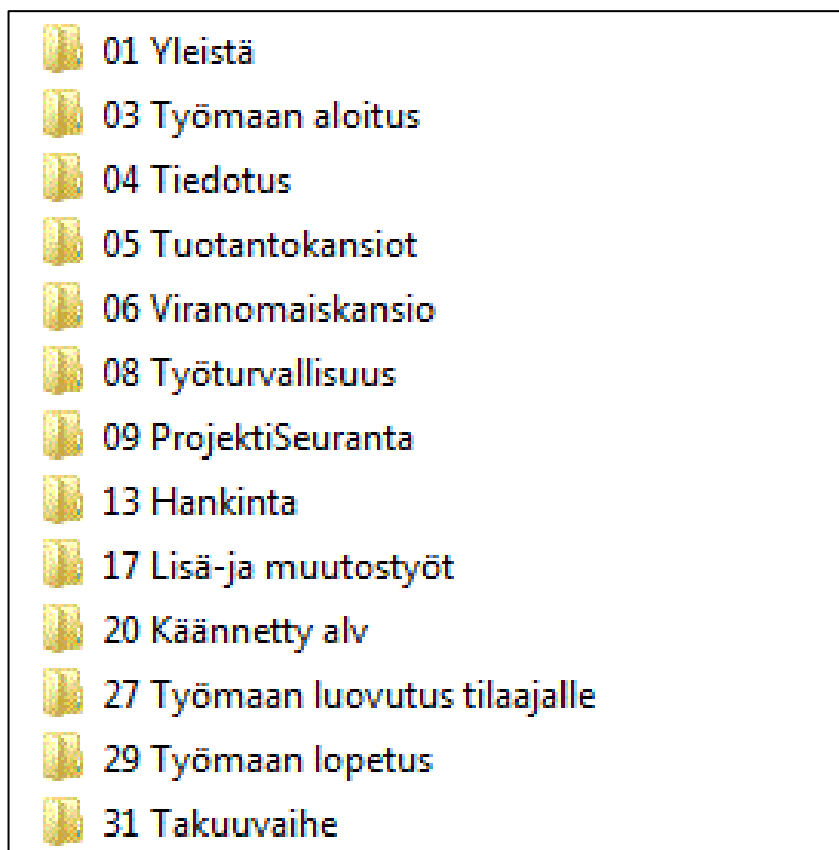 01 Yleistä
03 Työmaan aloitus
04 Tiedotus
05 Tuotantokansiot
06 Viranomaiskansio
08 Työturvallisuus
09 ProjektiSeuranta
13 Hankinta
17 Lisä-ja muutostyöt
20 Käännetty alv
27 Työmaan luovutus tilaajalle
29 Työmaan lopetus
31 Takuuvaihe